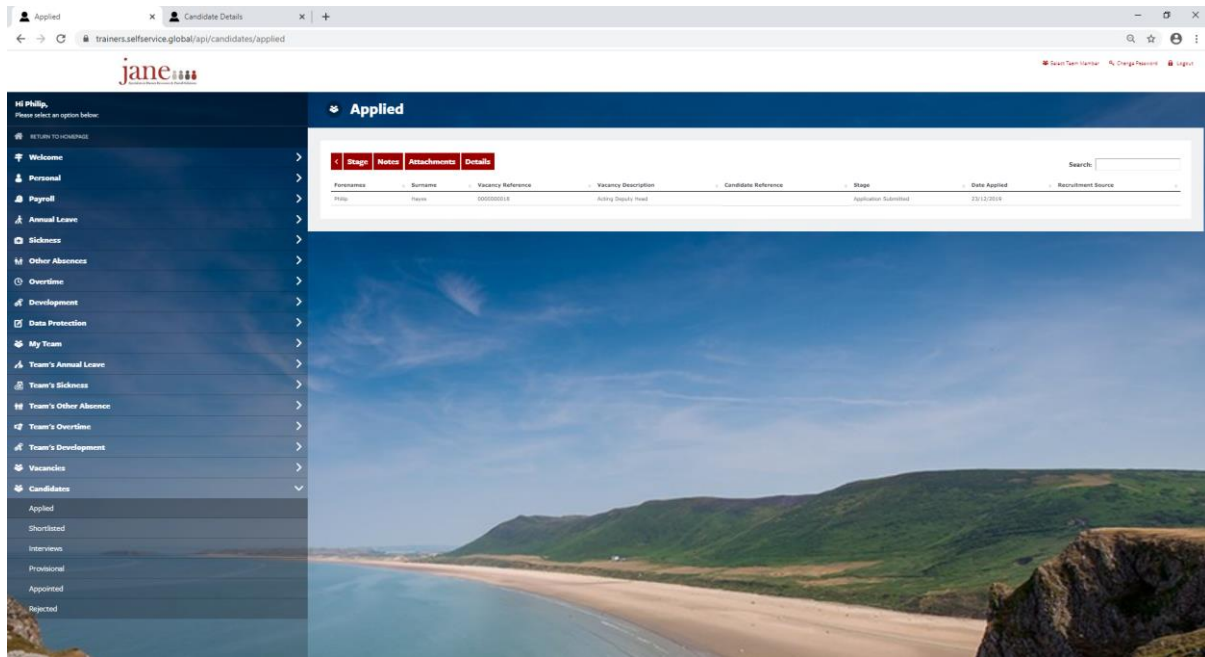 Applied
Candidate Details
trainers.selfservice.global/api/candidates/applied
jane
Select Team Member Change Password Logout
Hi Philip,
Please select an option below:
RETURN TO HOMEPAGE
Welcome
Personal
Payroll
Annual Leave
Sickness
Other Absences
Overtime
Development
Data Protection
My Team
Team's Annual Leave
Team's Sickness
Team's Other Absence
Team's Overtime
Team's Development
Vacancies
Candidates
Applied
Shortlisted
Interviews
Provisional
Appointed
Rejected
Applied
< Stage Notes Attachments Details
Search:
Forenames Surname Vacancy Reference Vacancy Description Candidate Reference Stage Date Applied Recruitment Source
Philip 0000000018 Acting Deputy Head Application Submitted 23/12/2019